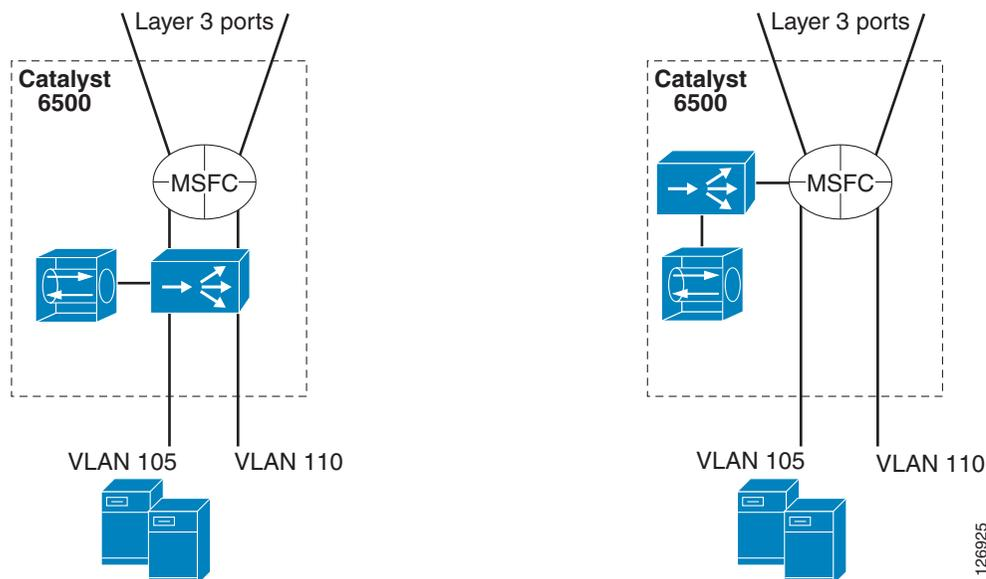 Layer 3 ports
Catalyst
6500
MSFC
VLAN 105
VLAN 110
Layer 3 ports
Catalyst
6500
MSFC
VLAN 105
VLAN 110
126925